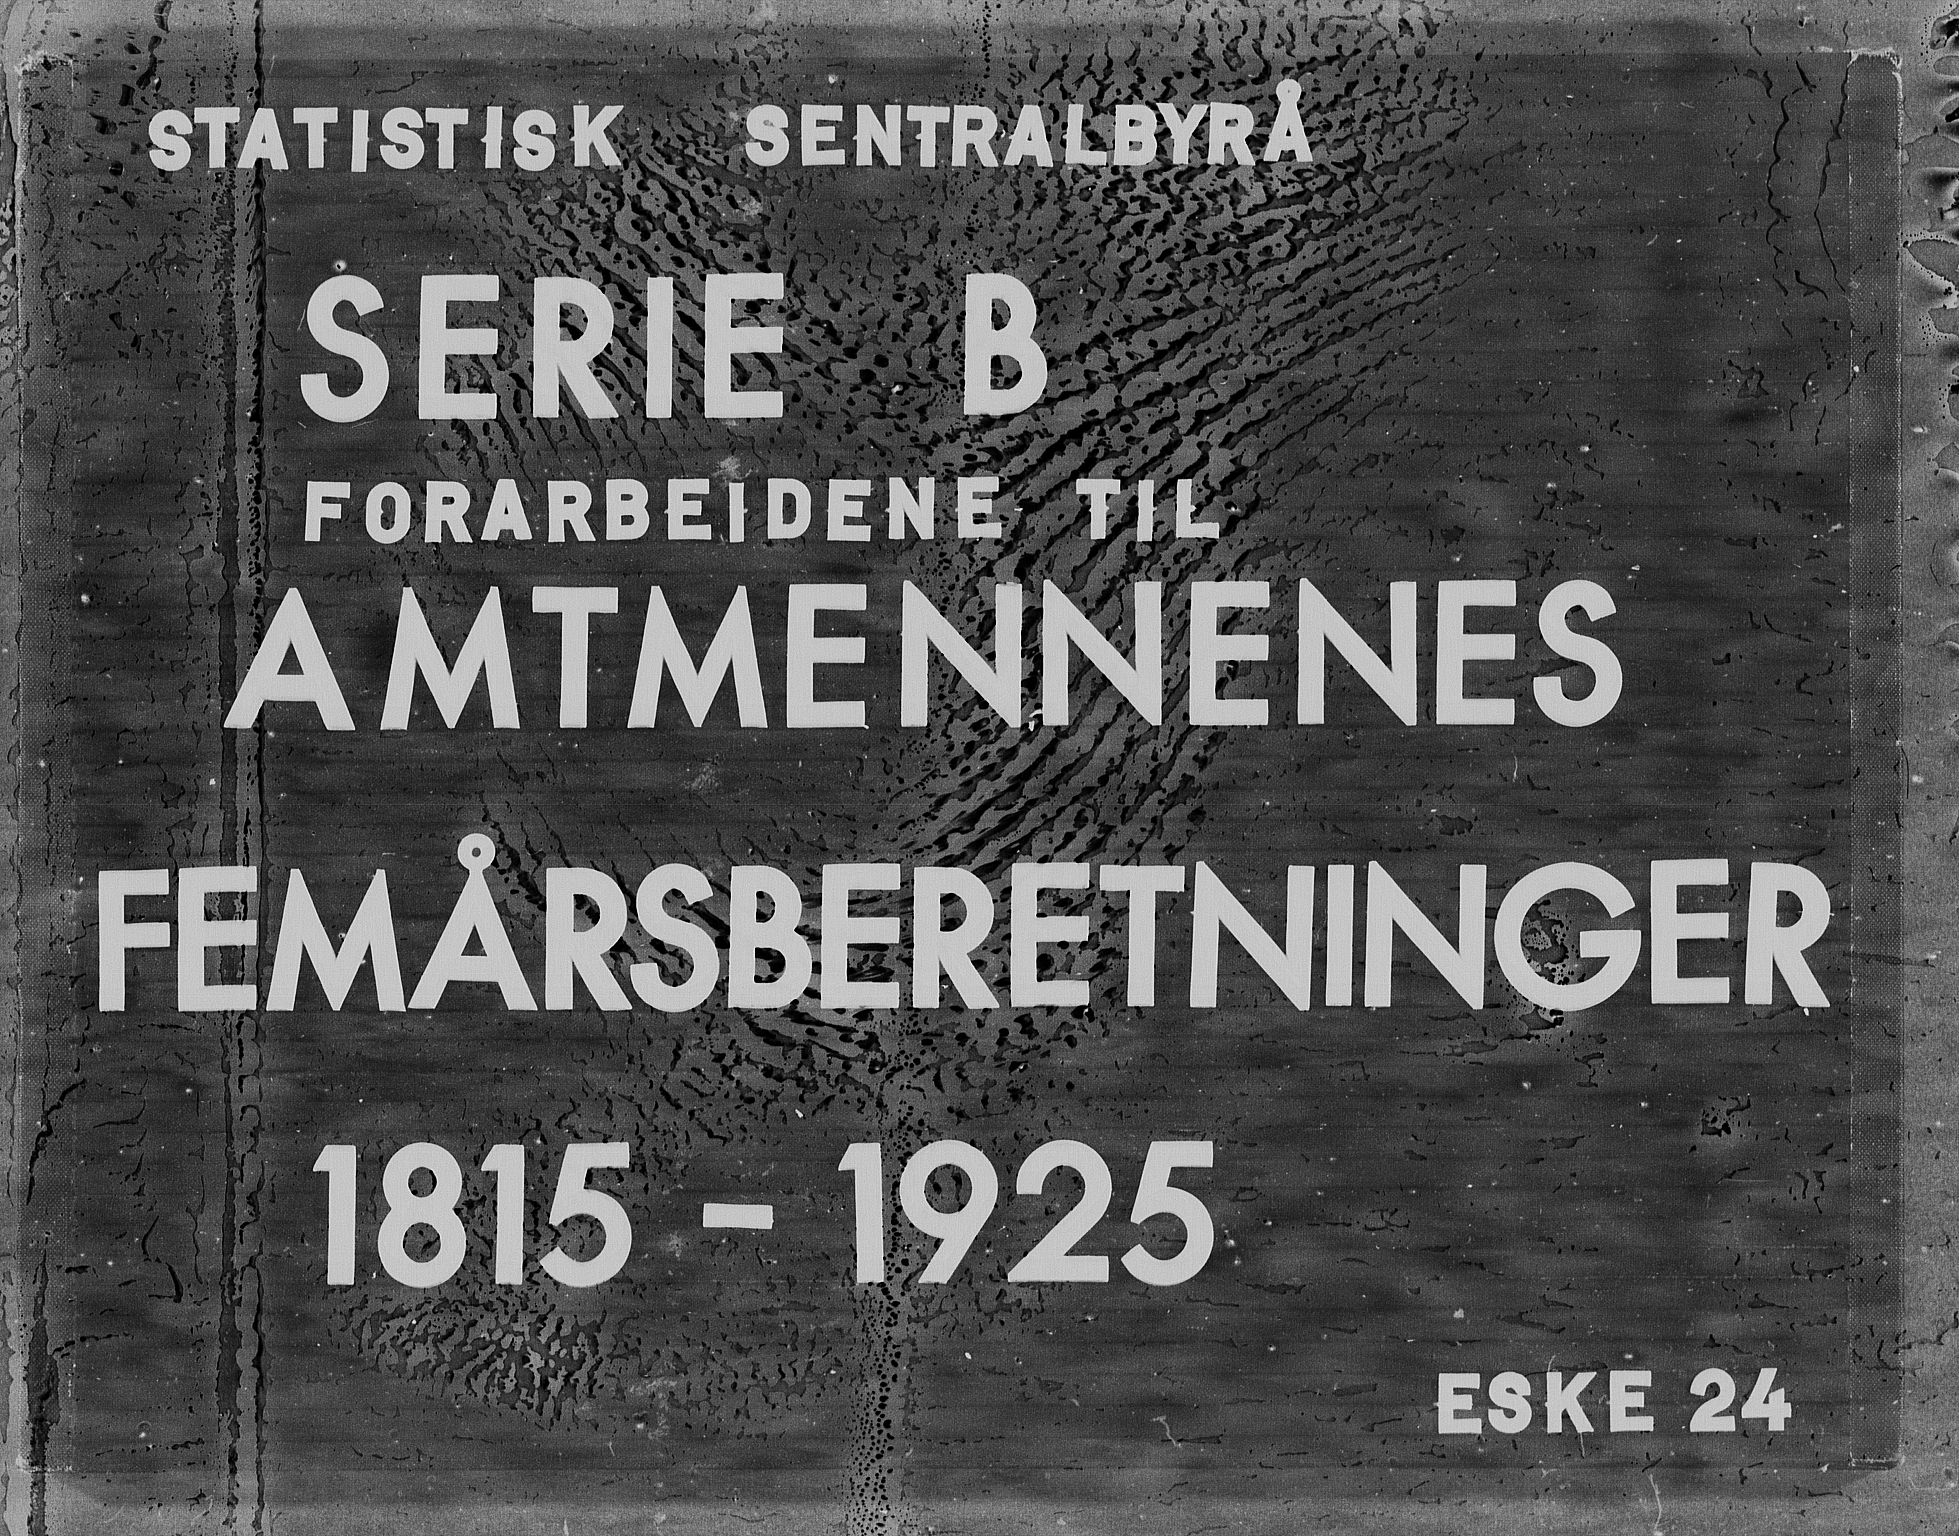 STATISTISK SENTRALBYRÅ
SERIE B
FORARBEIDENE TIL
AMTMENNENES
FEMÅRSBERETNINGER
1815 - 1925
ESKE 24